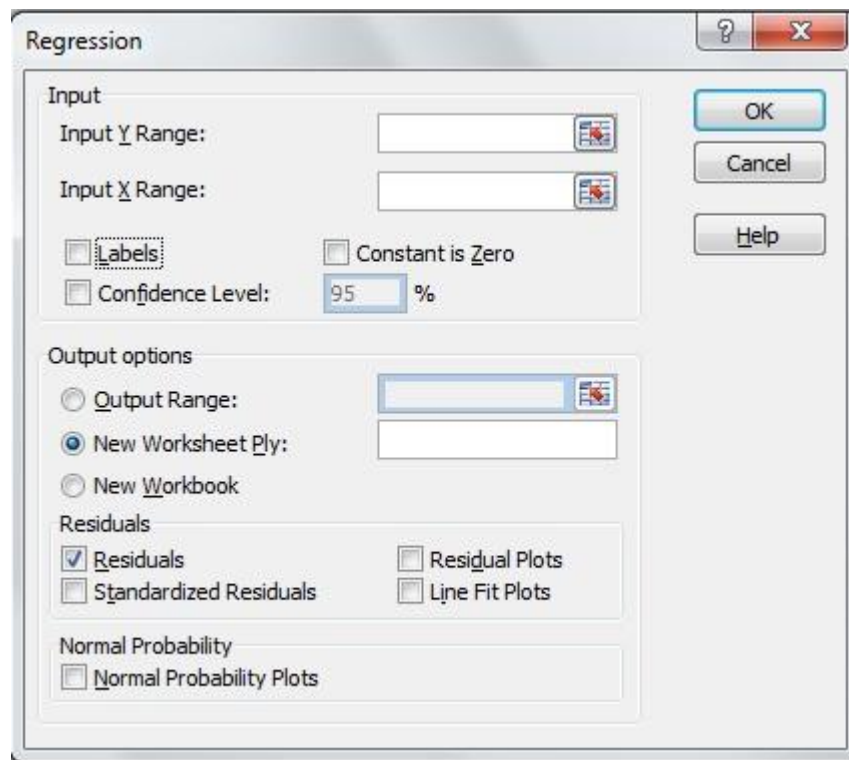 Regression
Input
Input Y Range:
Input X Range:
Labels
Constant is Zero
Confidence Level:
95
%
OK
Cancel
Help
Output options
Output Range:
New Worksheet Ply:
New Workbook
Residuals
Residuals
Residual Plots
Standardized Residuals
Line Fit Plots
Normal Probability
Normal Probability Plots